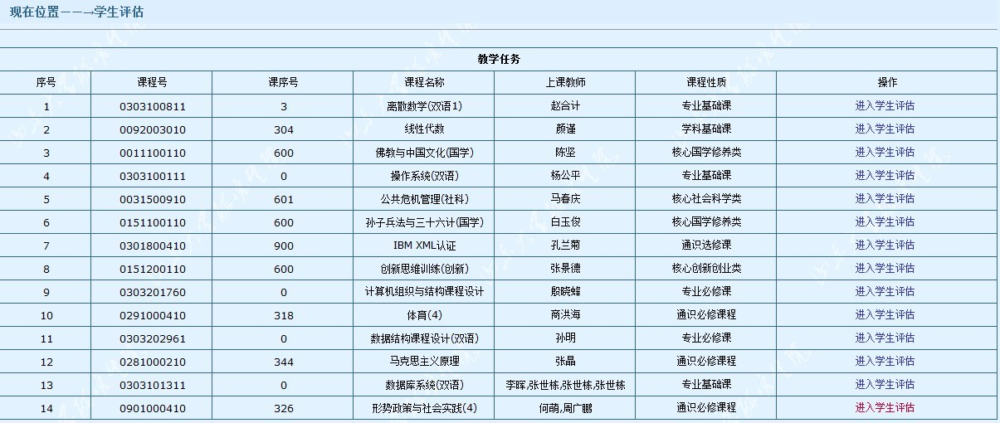 现在位置——→学生评估
教学任务
序号 课程号 课序号 课程名称 上课教师 课程性质 操作
1 0303100811 3 离散数学(双语1) 赵合计 专业基础课 进入学生评估
2 0092003010 304 线性代数 颜谨 学科基础课 进入学生评估
3 0011100110 600 佛教与中国文化(国学) 陈坚 核心国学修养类 进入学生评估
4 0303100111 0 操作系统(双语) 杨公平 专业基础课 进入学生评估
5 0031500910 601 公共危机管理(社科) 马春庆 核心社会科学类 进入学生评估
6 0151100110 600 孙子兵法与三十六计(国学) 白玉俊 核心国学修养类 进入学生评估
7 0301800410 900 IBM XML认证 孔兰菊 通识选修课 进入学生评估
8 0151200110 600 创新思维训练(创新) 张景德 核心创新创业类 进入学生评估
9 0303201760 0 计算机组织与结构课程设计 殷晓蜂 专业必修课 进入学生评估
10 0291000410 318 体育(4) 商洪海 通识必修课程 进入学生评估
11 0303202961 0 数据结构课程设计(双语) 孙明 专业必修课 进入学生评估
12 0281000210 344 马克思主义原理 张晶 通识必修课程 进入学生评估
13 0303101311 0 数据库系统(双语) 李晖,张世栋,张世栋,张世栋 专业基础课 进入学生评估
14 0901000410 326 形势政策与社会实践(4) 何萌,周广鹏 通识必修课程 进入学生评估